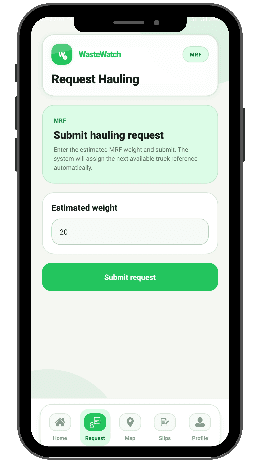 WasteWatch
MRF
Request Hauling
MRF
Submit hauling request
Enter the estimated MRF weight and submit. The
system will assign the next available truck reference
automatically.
Estimated weight
20
Submit request
Home
Request
Map
Slips
Profile